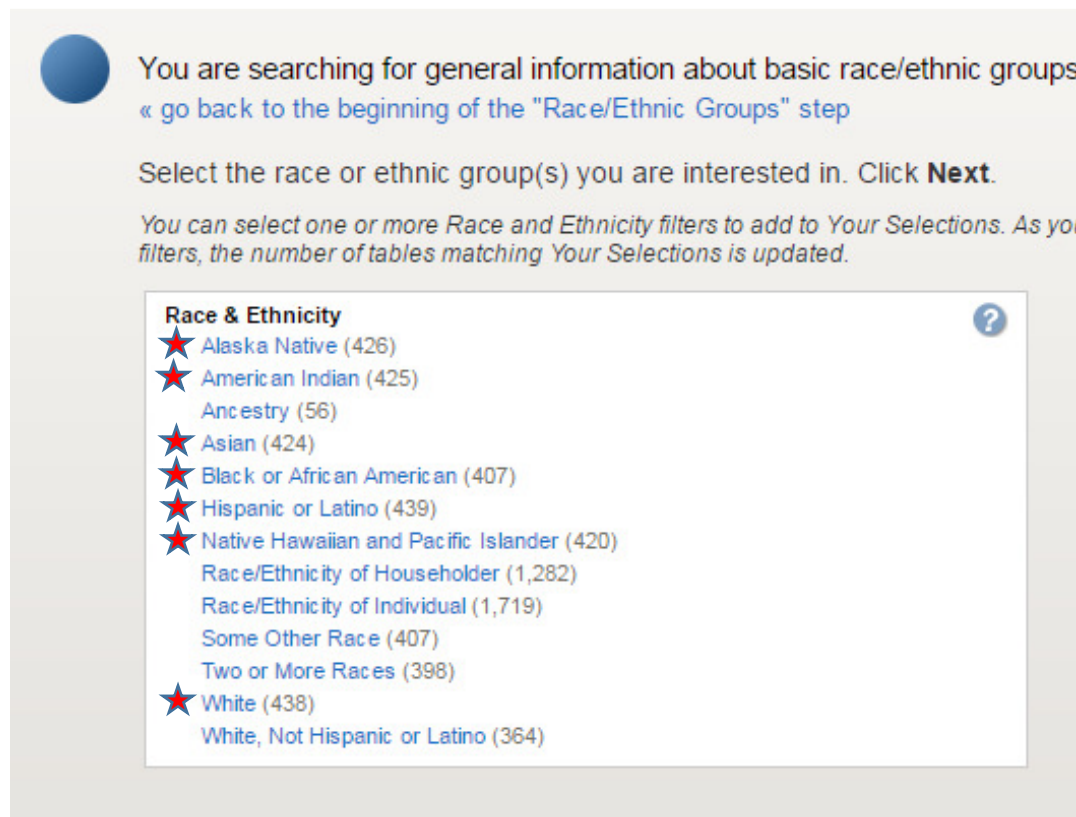 You are searching for general information about basic race/ethnic groups
« go back to the beginning of the "Race/Ethnic Groups" step
Select the race or ethnic group(s) you are interested in. Click Next.
You can select one or more Race and Ethnicity filters to add to Your Selections. As you
filters, the number of tables matching Your Selections is updated.
Race & Ethnicity
?
Alaska Native (426)
American Indian (425)
Ancestry (56)
Asian (424)
Black or African American (407)
Hispanic or Latino (439)
Native Hawaiian and Pacific Islander (420)
Race/Ethnicity of Householder (1,282)
Race/Ethnicity of Individual (1,719)
Some Other Race (407)
Two or More Races (398)
White (438)
White, Not Hispanic or Latino (364)